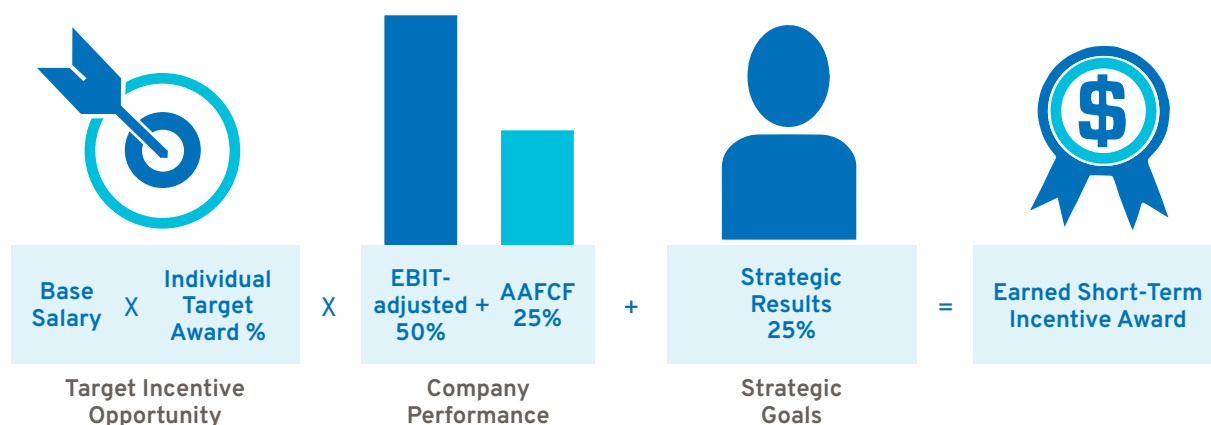 $
Base
Salary
X
Individual
Target
Award %
X
EBIT-
adjusted +
50%
AAFCF
25%
+
Strategic
Results
25%
=
Earned Short-Term
Incentive Award
Target Incentive
Opportunity
Company
Performance
Strategic
Goals